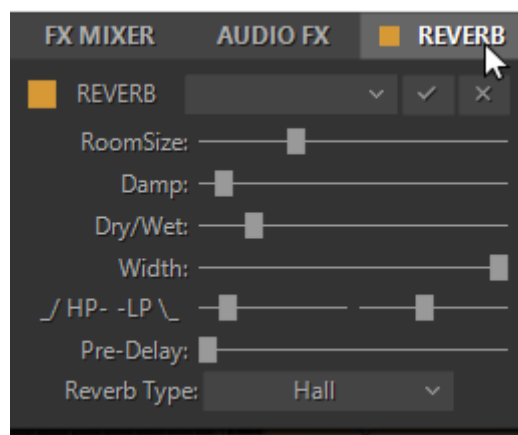 FX MIXER AUDIO FX REVERB
REVERB
RoomSize:
Damp:
Dry/Wet:
Width:
_/ HP- -LP \_
Pre-Delay:
Reverb Type: Hall